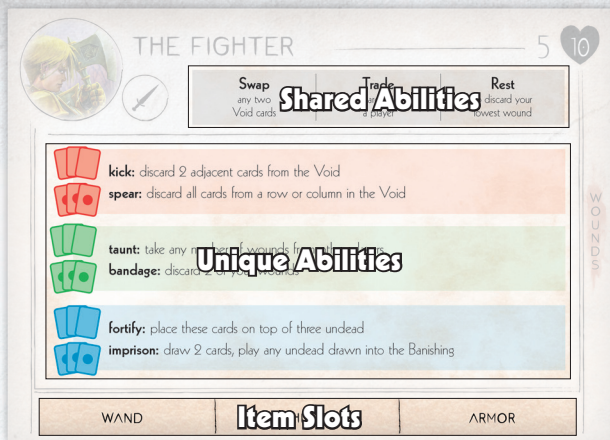 THE FIGHTER 5 10
Swap Trade Rest
any two discard your
Void cards a player lowest wound
Shared Abilities
kick: discard 2 adjacent cards from the Void
spear: discard all cards from a row or column in the Void
taunt: take any number of wounds
bandage: discard 2 of your wounds
Unique Abilities
fortify: place these cards on top of three undead
imprison: draw 2 cards, play any undead drawn into the Banishing
WOUNDS
WAND Item Slots ARMOR